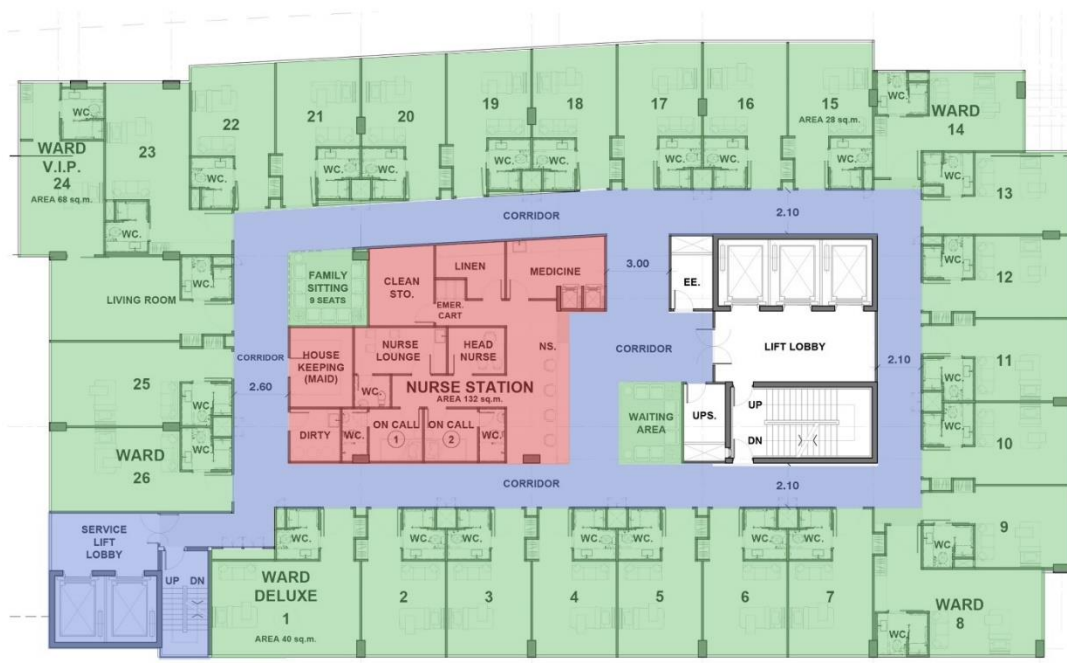 22
21
20
19
18
17
16
15
AREA 28 sq.m.
WC.
WARD
14
WC.
WARD
V.I.P.
24
AREA 68 sq.m.
23
WC.
WC.
WC.
WC.
WC.
WC.
WC.
WC.
WC.
WC.
13
CORRIDOR
2.10
LIVING ROOM
WC.
FAMILY
SITTING
9 SEATS
CLEAN
STO.
LINEN
MEDICINE
EMER.
CART
3.00
EE.
WC.
12
CORRIDOR
2.60
HOUSE
KEEPING
(MAID)
NURSE
LOUNGE
HEAD
NURSE
NS.
CORRIDOR
LIFT LOBBY
2.10
WC.
11
25
WC.
NURSE STATION
AREA 132 sq.m.
WC.
WAITING
AREA
UPS.
UP
DN
WC.
10
WARD
26
WC.
DIRTY
WC.
ON CALL
1
ON CALL
2
WC.
CORRIDOR
2.10
SERVICE
LIFT
LOBBY
UP
DN
WC.
WC.
WC.
WC.
WC.
WC.
WC.
WC.
9
WARD
DELUXE
1
AREA 40 sq.m.
2
3
4
5
6
7
WC.
WARD
8